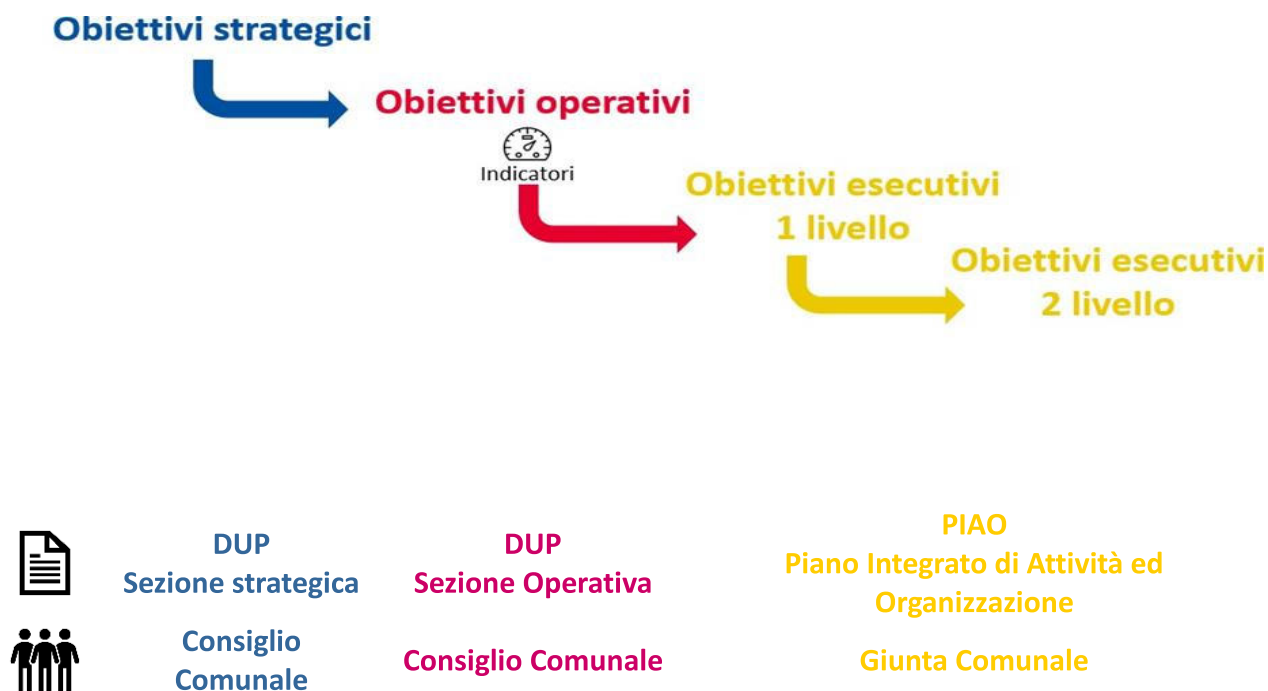 Obiettivi strategici
Obiettivi operativi
Indicatori
Obiettivi esecutivi
1 livello
Obiettivi esecutivi
2 livello
DUP
Sezione strategica
DUP
Sezione Operativa
PIAO
Piano Integrato di Attività ed
Organizzazione
Consiglio
Comunale
Consiglio Comunale
Giunta Comunale